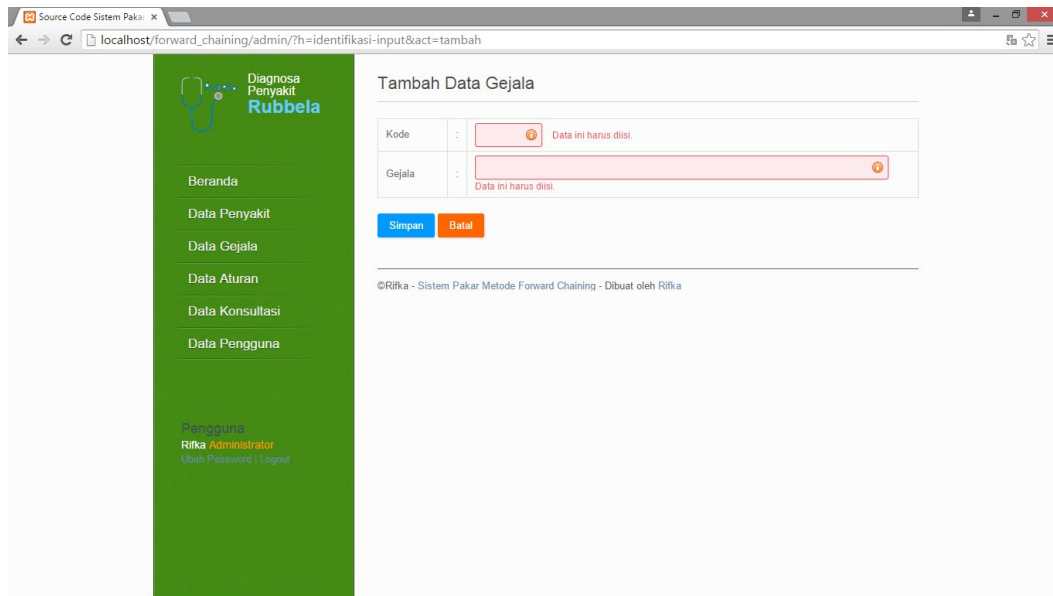 Source Code Sistem Pakar
localhost/forward_chaining/admin/?h=identifikasi-input&act=tambah
Diagnosa
Penyakit
Rubbela
Beranda
Data Penyakit
Data Gejala
Data Aturan
Data Konsultasi
Data Pengguna
Pengguna
Rifka Administrator
Ubah Password | Logout
Tambah Data Gejala
Kode : Data ini harus diisi.
Gejala :
Data ini harus diisi.
Simpan Batal
©Rifka - Sistem Pakar Metode Forward Chaining - Dibuat oleh Rifka